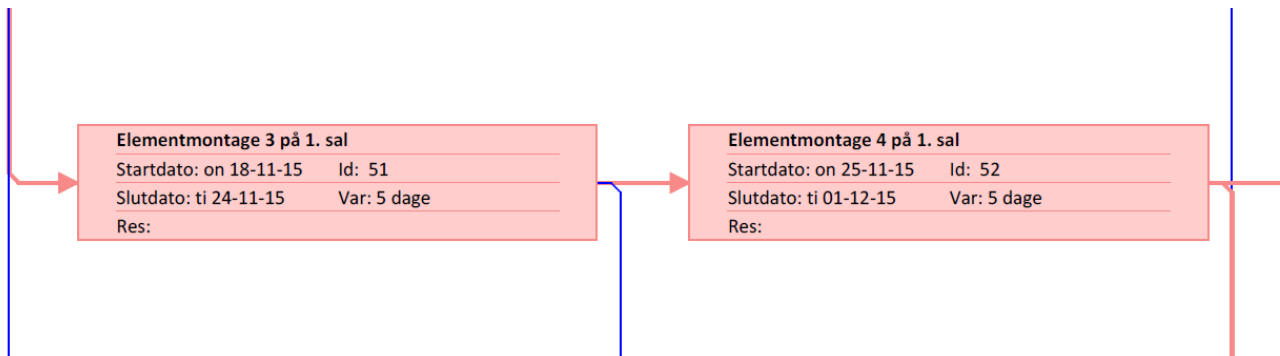 Elementmontage 3 på 1. sal
Startdato: on 18-11-15 Id: 51
Slutdato: ti 24-11-15 Var: 5 dage
Res:
Elementmontage 4 på 1. sal
Startdato: on 25-11-15 Id: 52
Slutdato: ti 01-12-15 Var: 5 dage
Res: